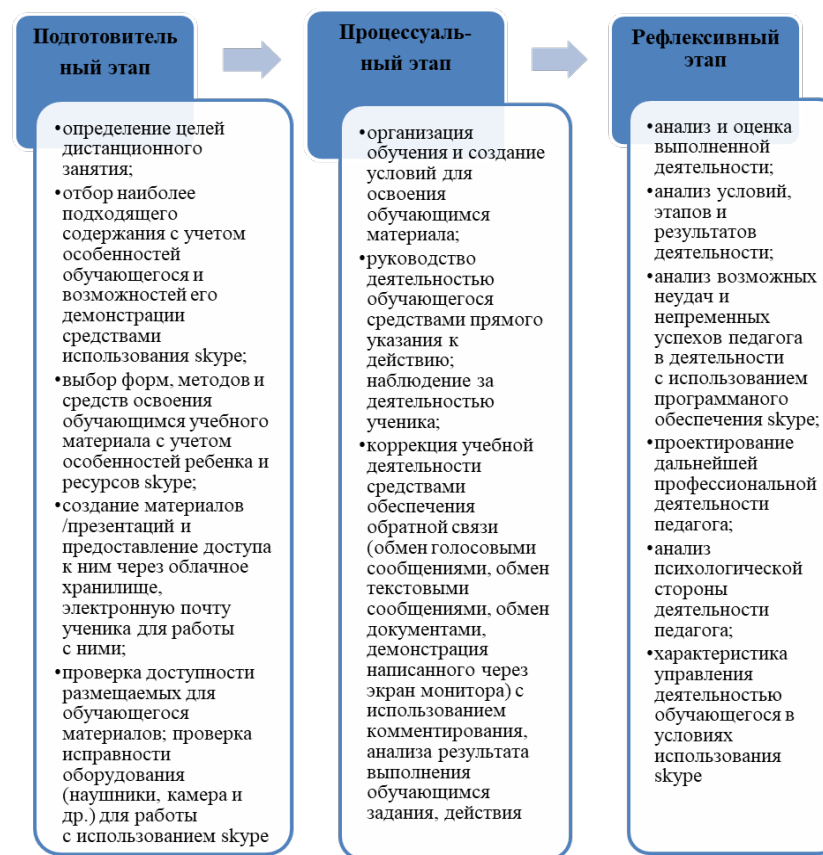 Подготовитель
ный этап
•определение целей
дистанционного
занятия;
•отбор наиболее
подходящего
содержания с учетом
особенностей
обучающегося и
возможностей его
демонстрации
средствами
использования skype;
•выбор форм, методов и
средств освоения
обучающимся учебного
материала с учетом
особенностей ребенка и
ресурсов skype;
•создание материалов
/презентаций и
предоставление доступа
к ним через облачное
хранилище,
электронную почту
ученика для работы
с ними;
•проверка доступности
размещаемых для
обучающегося
материалов; проверка
исправности
оборудования
(наушники, камера и
др.) для работы
с использованием skype
Процессуаль-
ный этап
•организация
обучения и создание
условий для
освоения
обучающимся
материала;
•руководство
деятельностью
обучающегося
средствами прямого
указания к
действию;
наблюдение за
деятельностью
ученика;
•коррекция учебной
деятельности
средствами
обеспечения
обратной связи
(обмен голосовыми
сообщениями, обмен
текстовыми
сообщениями, обмен
документами,
демонстрация
написанного через
экран монитора) с
использованием
комментирования,
анализа результата
выполнения
обучающимся
задания, действия
Рефлексивный
этап
•анализ и оценка
выполненной
деятельности;
•анализ условий,
этапов и
результатов
деятельности;
•анализ возможных
неудач и
непременных
успехов педагога
в деятельности
с использованием
программаного
обеспечения skype;
•проектирование
дальнейшей
профессиональной
деятельности
педагога;
•анализ
психологической
стороны
деятельности
педагога;
•характеристика
управления
деятельностью
обучающегося в
условиях
использования
skype